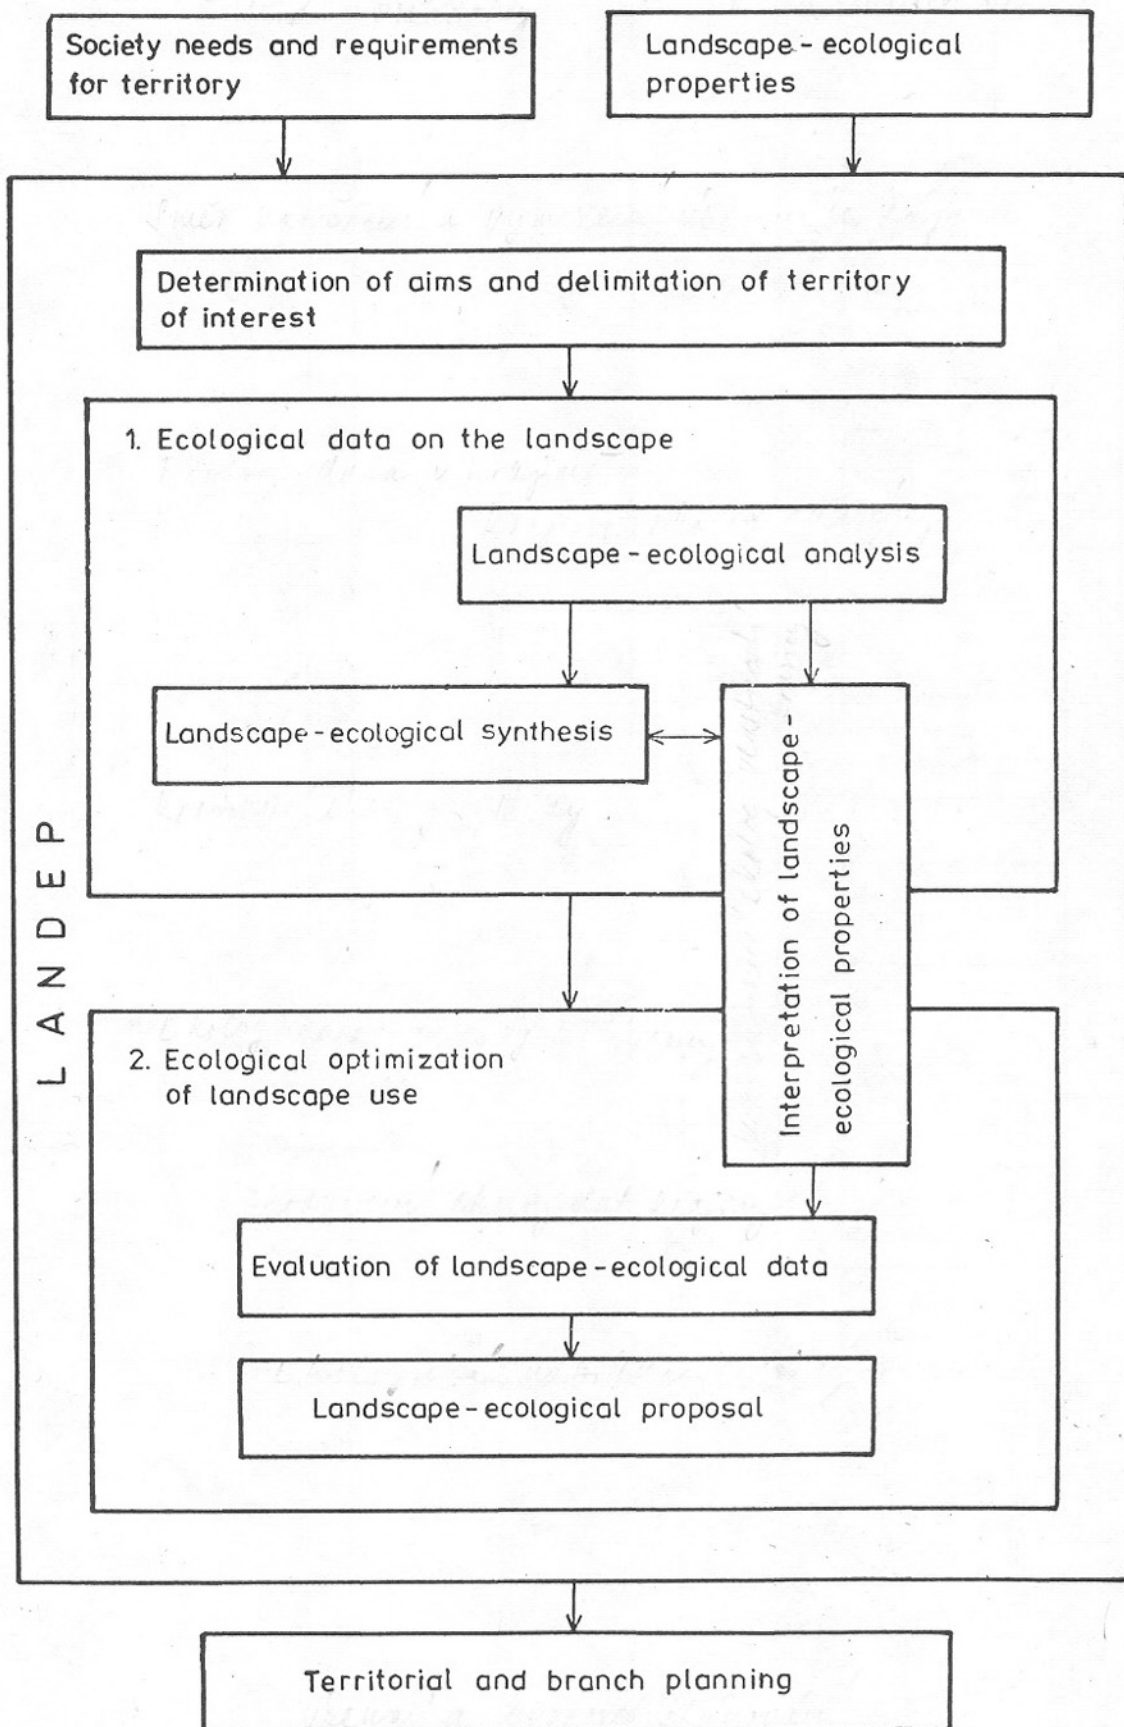 Society needs and requirements
for territory
Landscape - ecological
properties
LANDEP
Determination of aims and delimitation of territory
of interest
1. Ecological data on the landscape
Landscape - ecological analysis
Landscape - ecological synthesis
Interpretation of landscape -
ecological properties
2. Ecological optimization
of landscape use
Evaluation of landscape - ecological data
Landscape - ecological proposal
Territorial and branch planning